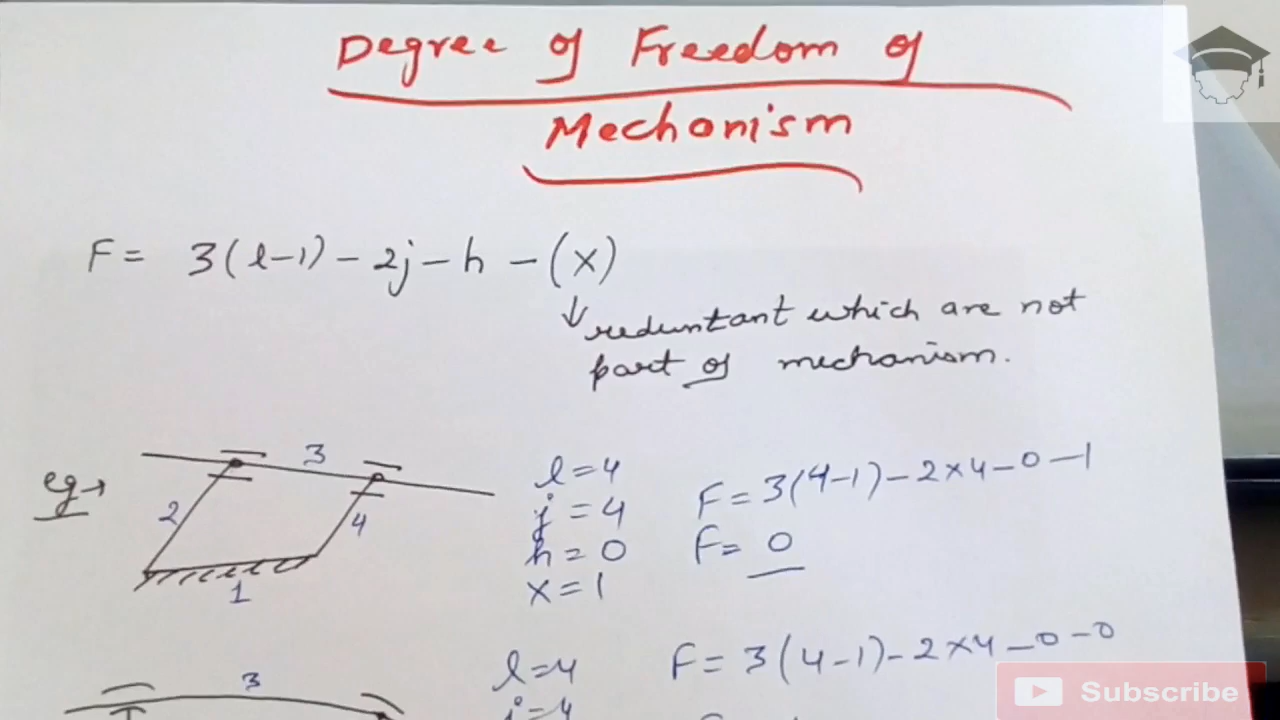 Degree of Freedom of
Mechanism
F = 3(l-1) - 2j - h - (x)
↓ reduntant which are not
part of mechanism.
eg→
3
2
4
1
l = 4
j = 4
h = 0
x = 1
F = 3(4-1) - 2×4 - 0 - 1
F = 0
3
l = 4
j = 4
F = 3(4-1) - 2×4 - 0 - 0
Subscribe